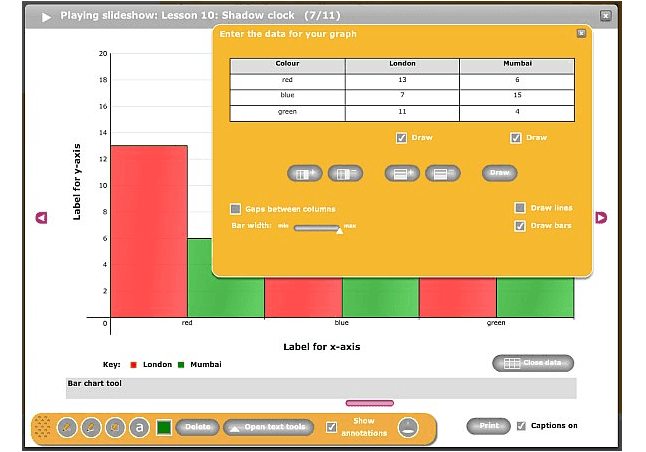 Playing slideshow: Lesson 10: Shadow clock (7/11)
Enter the data for your graph
Colour London Mumbai
red 13 6
blue 7 15
green 11 4
Draw Draw
Draw
Gaps between columns
Draw lines
Bar width: min max
Draw bars
Label for y-axis
20
18
16
14
12
10
8
6
4
2
0
red blue green
Label for x-axis
Key: London Mumbai
Close data
Bar chart tool
a
Delete
Open text tools
Show
annotations
Print
Captions on